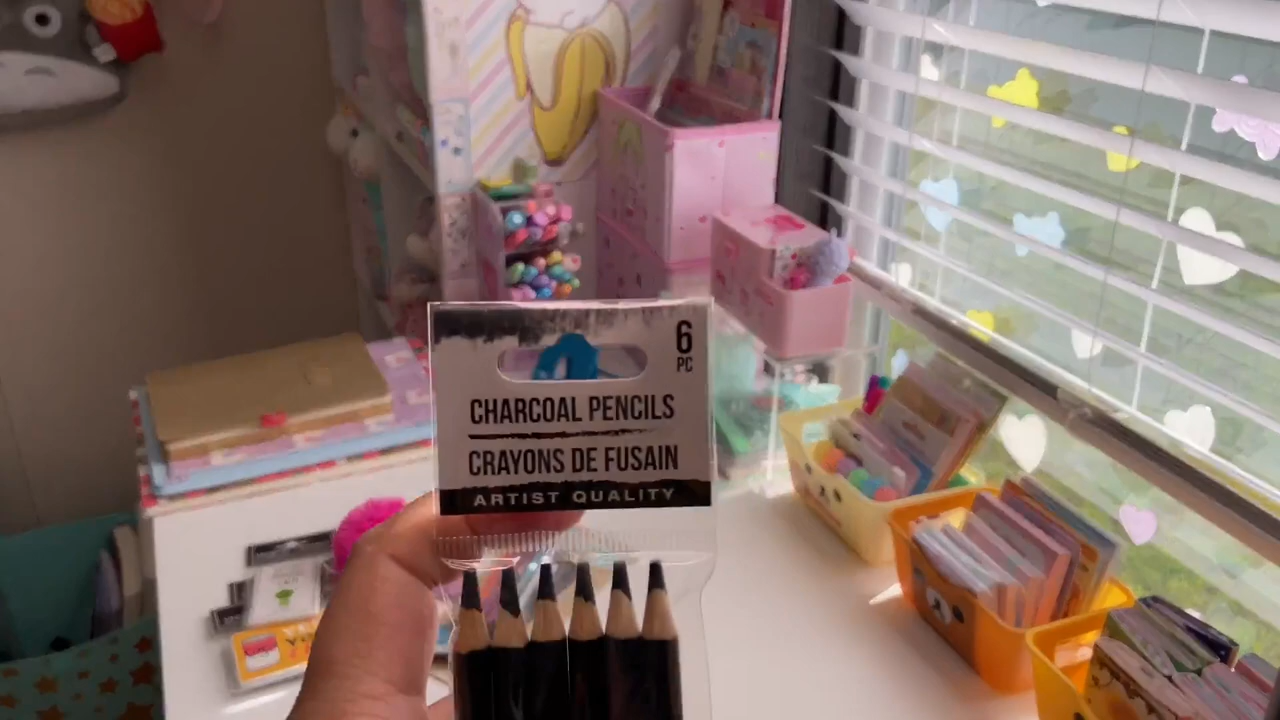 6
PC
CHARCOAL PENCILS
CRAYONS DE FUSAIN
ARTIST QUALITY